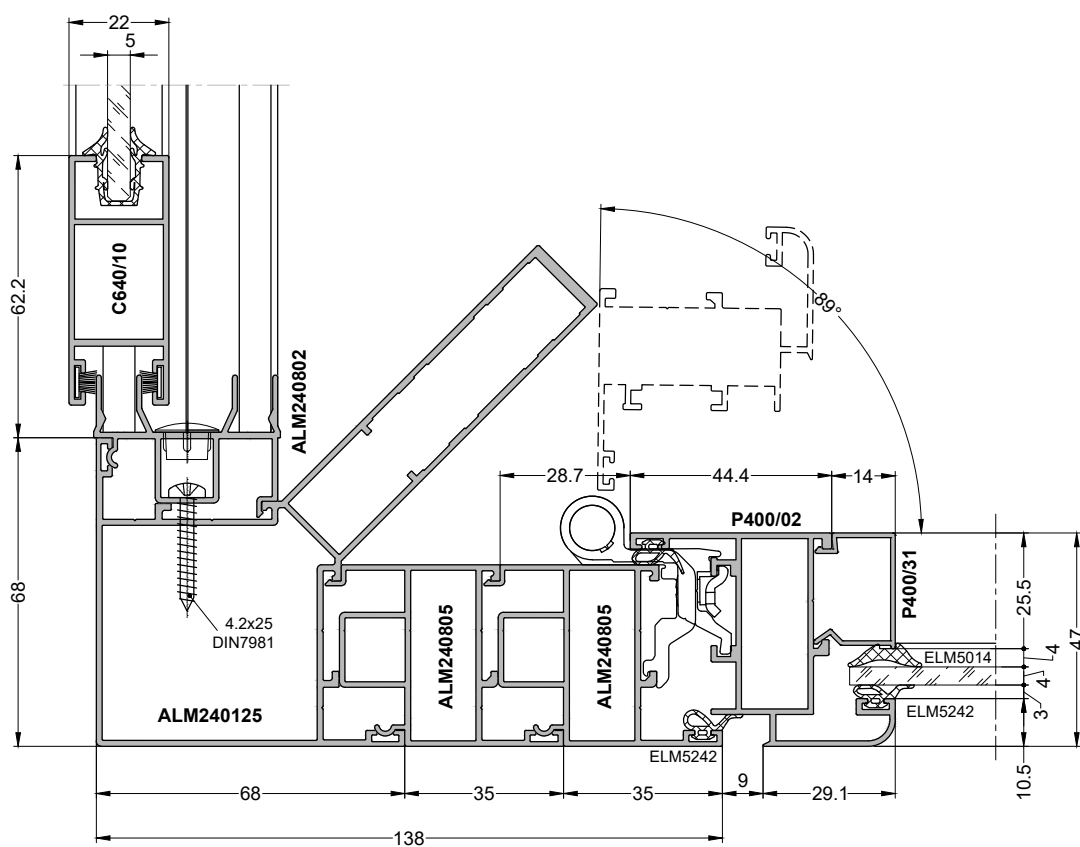 22
5
C640/10
62.2
ALM240802
89°
28.7
44.4
14
P400/02
P400/31
25.5
47
68
4.2x25
DIN7981
ALM240805
ALM240805
ELM5014
4
4
3
ELM5242
ALM240125
ELM5242
10.5
68
35
35
9
29.1
138